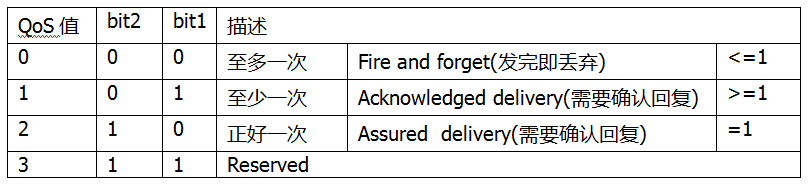 QoS 值 bit2 bit1 描述
0 0 0 至多一次 Fire and forget(发完即丢弃) <=1
1 0 1 至少一次 Acknowledged delivery(需要确认回复) >=1
2 1 0 正好一次 Assured delivery(需要确认回复) =1
3 1 1 Reserved